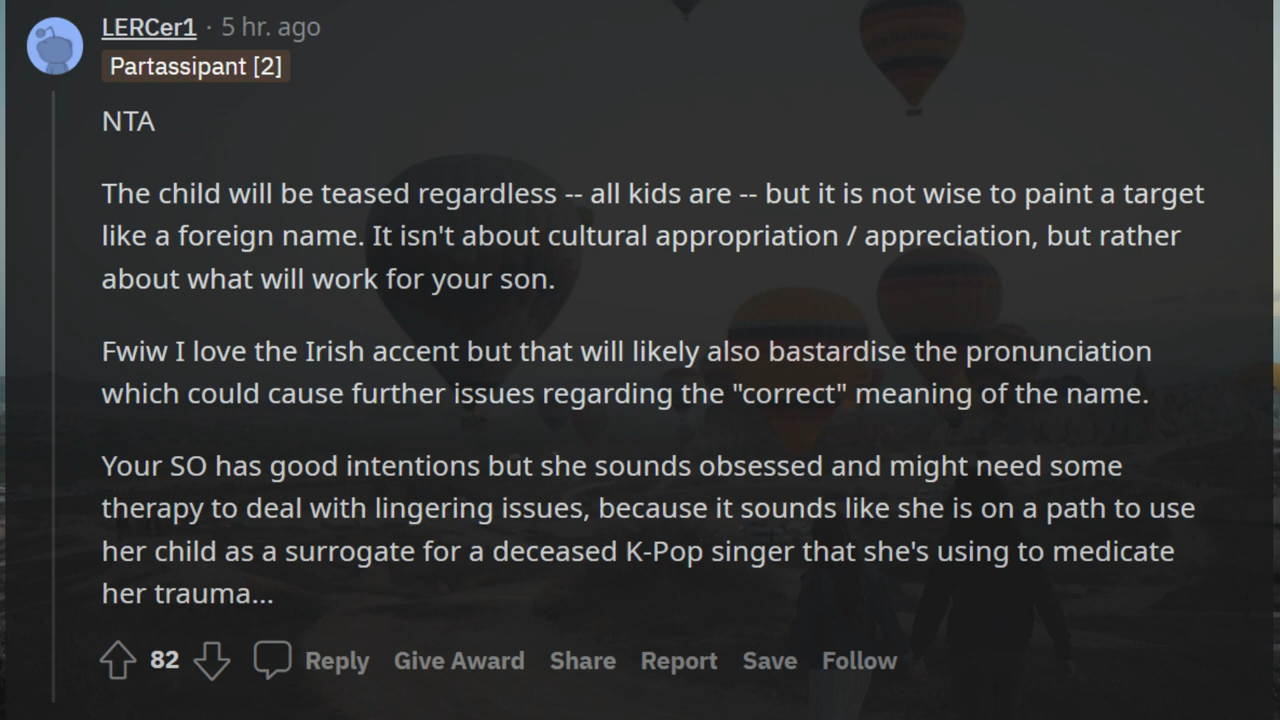 LERCer1 · 5 hr. ago
Partassipant [2]
NTA
The child will be teased regardless -- all kids are -- but it is not wise to paint a target
like a foreign name. It isn't about cultural appropriation / appreciation, but rather
about what will work for your son.
Fwiw I love the Irish accent but that will likely also bastardise the pronunciation
which could cause further issues regarding the "correct" meaning of the name.
Your SO has good intentions but she sounds obsessed and might need some
therapy to deal with lingering issues, because it sounds like she is on a path to use
her child as a surrogate for a deceased K-Pop singer that she's using to medicate
her trauma...
82 Reply Give Award Share Report Save Follow